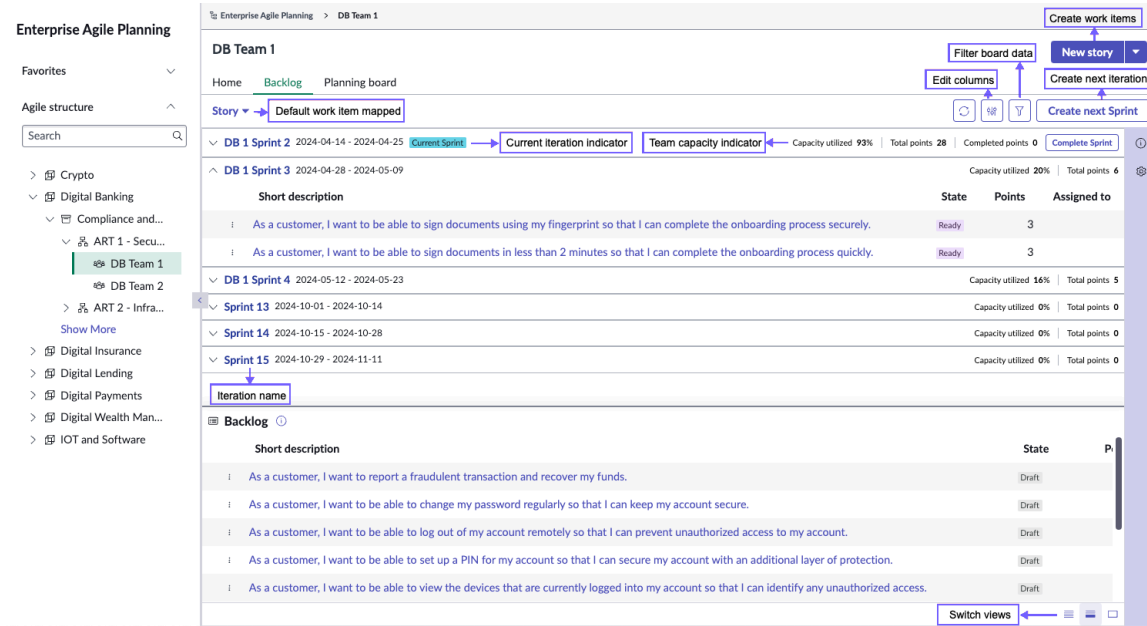 Enterprise Agile Planning
Favorites
Agile structure
Search
Crypto
Digital Banking
Compliance and...
ART 1 - Secu...
DB Team 1
DB Team 2
ART 2 - Infra...
Show More
Digital Insurance
Digital Lending
Digital Payments
Digital Wealth Man...
IOT and Software
Enterprise Agile Planning > DB Team 1
Create work items
DB Team 1
Filter board data
New story
Home Backlog Planning board
Edit columns
Create next iteration
Story
Default work item mapped
Create next Sprint
DB 1 Sprint 2 2024-04-14 - 2024-04-25 Current Sprint Current iteration indicator Team capacity indicator Capacity utilized 93% Total points 28 Completed points 0 Complete Sprint
DB 1 Sprint 3 2024-04-28 - 2024-05-09 Capacity utilized 20% Total points 6
Short description State Points Assigned to
As a customer, I want to be able to sign documents using my fingerprint so that I can complete the onboarding process securely. Ready 3
As a customer, I want to be able to sign documents in less than 2 minutes so that I can complete the onboarding process quickly. Ready 3
DB 1 Sprint 4 2024-05-12 - 2024-05-23 Capacity utilized 16% Total points 5
Sprint 13 2024-10-01 - 2024-10-14 Capacity utilized 0% Total points 0
Sprint 14 2024-10-15 - 2024-10-28 Capacity utilized 0% Total points 0
Sprint 15 2024-10-29 - 2024-11-11 Capacity utilized 0% Total points 0
Iteration name
Backlog
Short description State
As a customer, I want to report a fraudulent transaction and recover my funds. Draft
As a customer, I want to be able to change my password regularly so that I can keep my account secure. Draft
As a customer, I want to be able to log out of my account remotely so that I can prevent unauthorized access to my account. Draft
As a customer, I want to be able to set up a PIN for my account so that I can secure my account with an additional layer of protection. Draft
As a customer, I want to be able to view the devices that are currently logged into my account so that I can identify any unauthorized access. Draft
Switch views